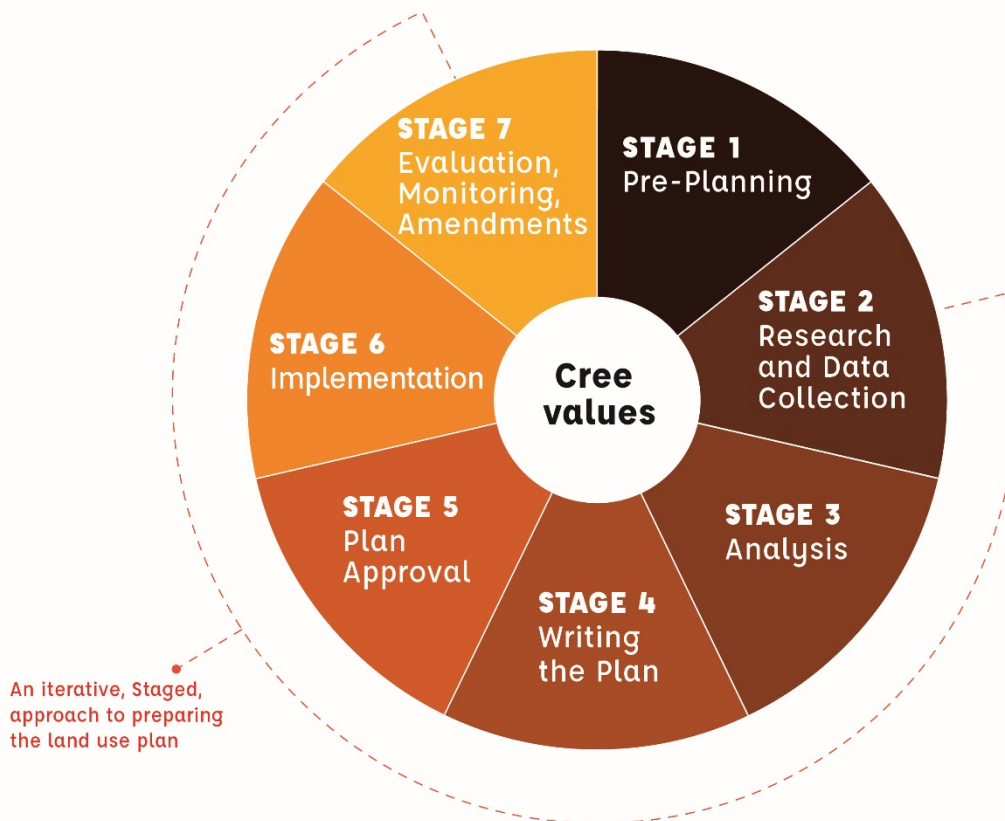 STAGE 1
Pre-Planning
STAGE 2
Research
and Data
Collection
STAGE 3
Analysis
STAGE 4
Writing
the Plan
STAGE 5
Plan
Approval
STAGE 6
Implementation
STAGE 7
Evaluation,
Monitoring,
Amendments
Cree
values
An iterative, Staged,
approach to preparing
the land use plan